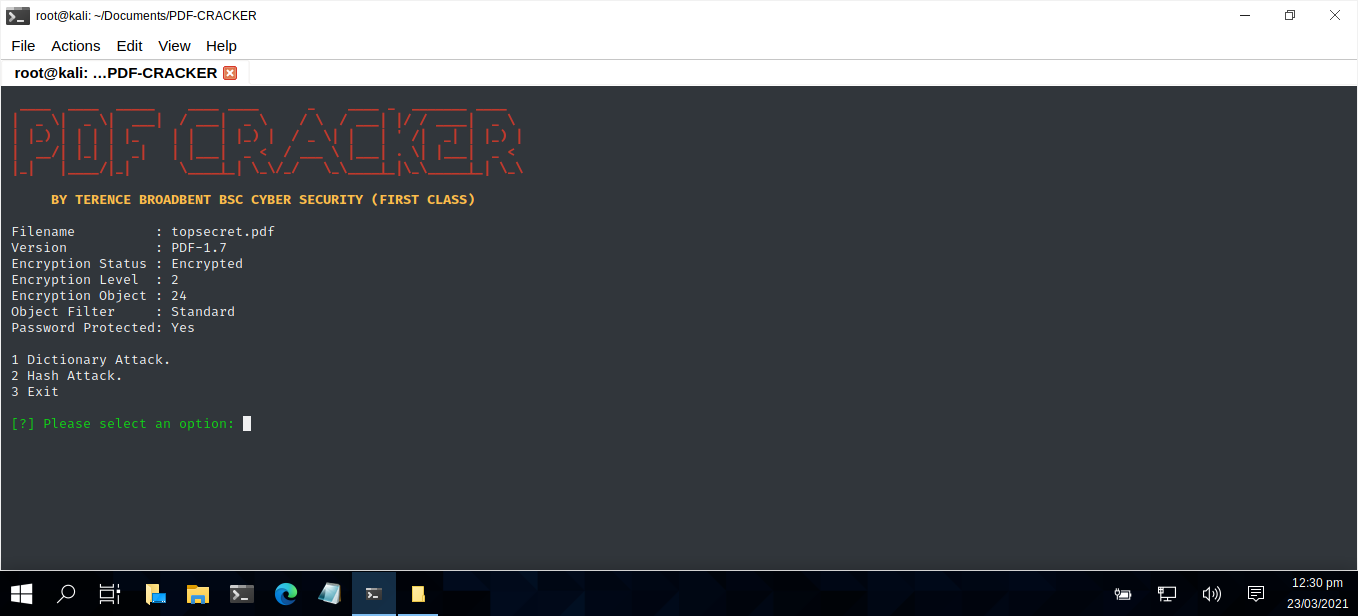 root@kali: ~/Documents/PDF-CRACKER
File Actions Edit View Help
root@kali: ...PDF-CRACKER
PDF CRACKER
BY TERENCE BROADBENT BSC CYBER SECURITY (FIRST CLASS)
Filename : topsecret.pdf
Version : PDF-1.7
Encryption Status : Encrypted
Encryption Level : 2
Encryption Object : 24
Object Filter : Standard
Password Protected: Yes
1 Dictionary Attack.
2 Hash Attack.
3 Exit
[?] Please select an option:
12:30 pm
23/03/2021